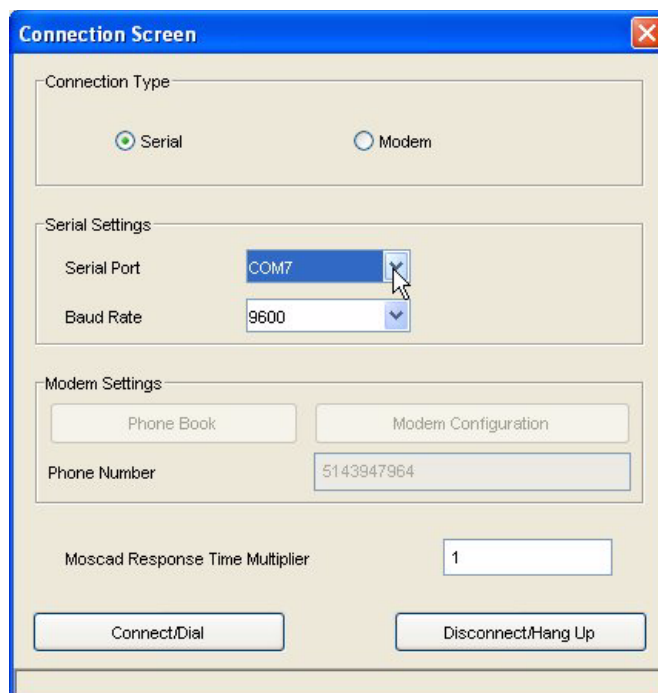 Connection Screen
Connection Type
Serial Modem
Serial Settings
Serial Port COM7
Baud Rate 9600
Modem Settings
Phone Book Modem Configuration
Phone Number 5143947964
Moscad Response Time Multiplier 1
Connect/Dial Disconnect/Hang Up